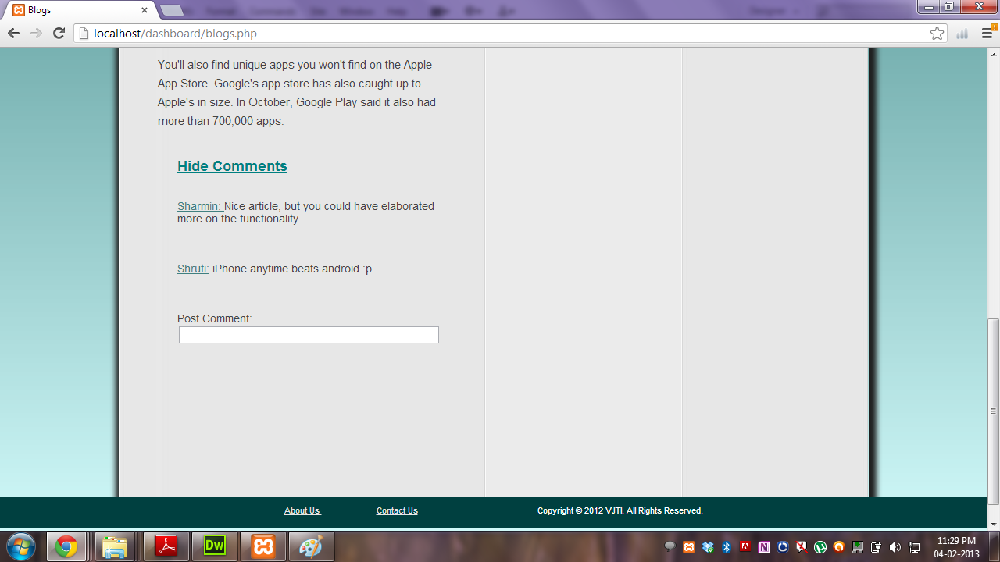 Blogs
localhost/dashboard/blogs.php
You'll also find unique apps you won't find on the Apple
App Store. Google's app store has also caught up to
Apple's in size. In October, Google Play said it also had
more than 700,000 apps.
Hide Comments
Sharmin: Nice article, but you could have elaborated
more on the functionality.
Shruti: iPhone anytime beats android :p
Post Comment:
About Us
Contact Us
Copyright © 2012 VJTI. All Rights Reserved.
Dw
11:29 PM
04-02-2013